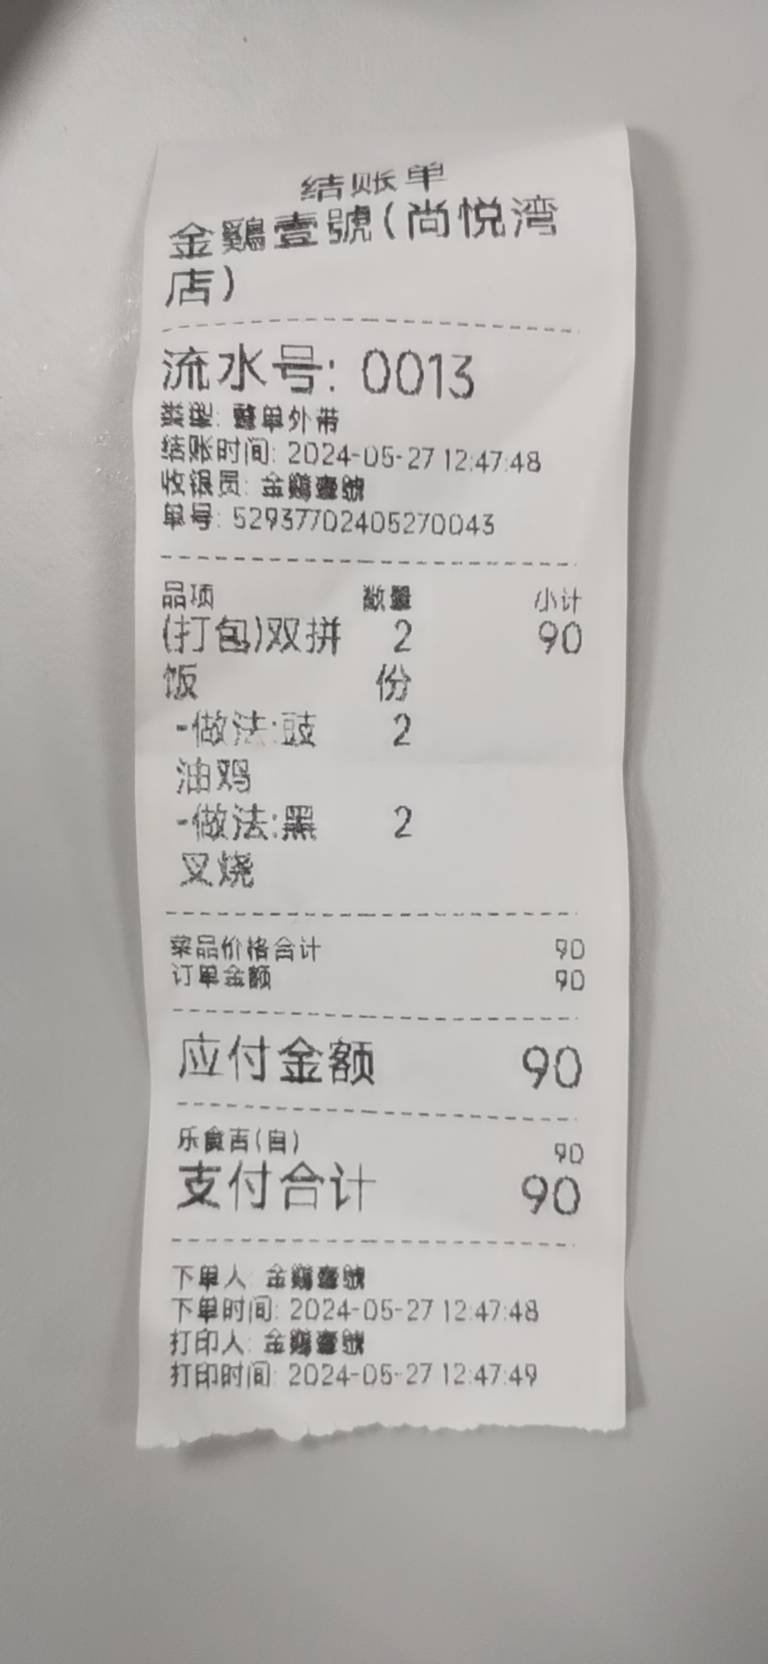 结账单
金鷄壹號(尚悦湾
店)
流水号: 0013
类型: 整单外带
结账时间: 2024-05-27 12:47:48
收银员: 金鷄壹號
单号: 52937702405270043
品项 数量 小计
(打包)双拼 2 90
饭 份
-做法:豉 2
油鸡
-做法:黑 2
叉烧
菜品价格合计 90
订单金额 90
应付金额 90
乐食吉(自) 90
支付合计 90
下单人: 金鷄壹號
下单时间: 2024-05-27 12:47:48
打印人: 金鷄壹號
打印时间: 2024-05-27 12:47:49